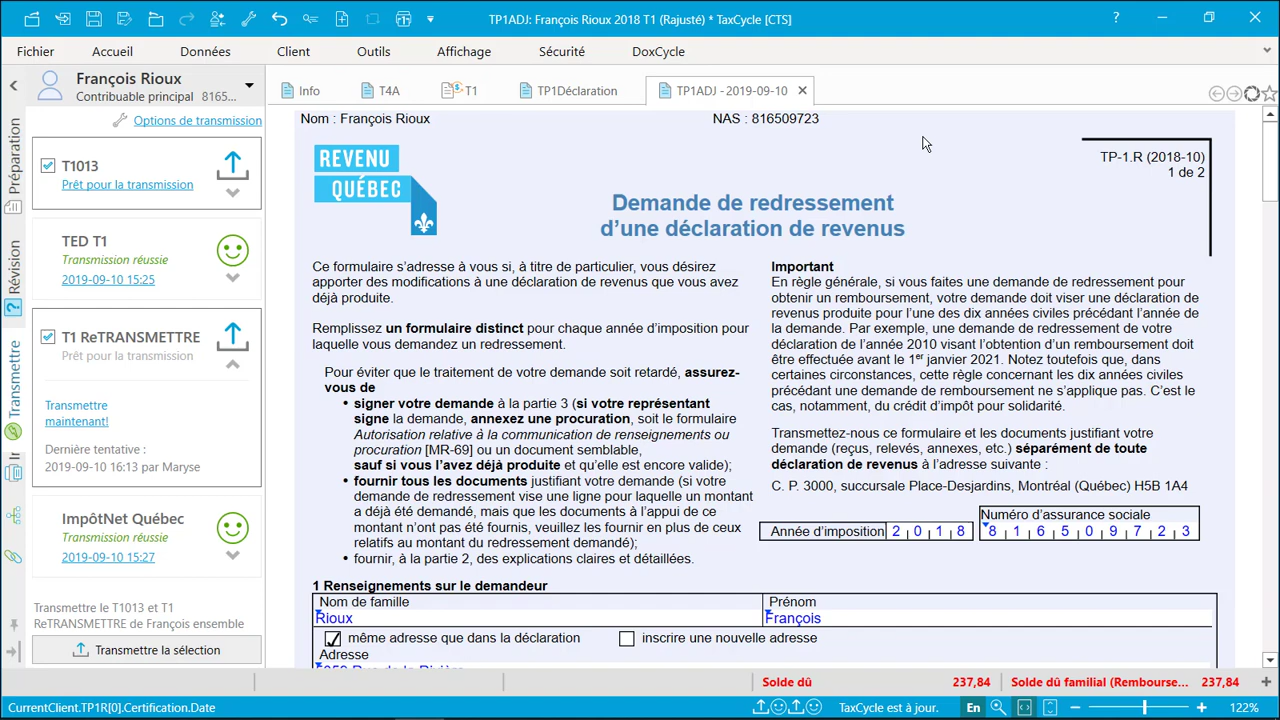 TP1ADJ: François Rioux 2018 T1 (Rajusté) * TaxCycle [CTS]
Fichier
Accueil
Données
Client
Outils
Affichage
Sécurité
DoxCycle
François Rioux
Contribuable principal 8165...
Options de transmission
T1013
Prêt pour la transmission
TED T1
Transmission réussie
2019-09-10 15:25
T1 ReTRANSMETTRE
Prêt pour la transmission
Transmettre
maintenant!
Dernière tentative :
2019-09-10 16:13 par Maryse
ImpôtNet Québec
Transmission réussie
2019-09-10 15:27
Transmettre le T1013 et T1
ReTRANSMETTRE de François ensemble
Transmettre la sélection
Préparation
Révision
Transmettre
Info
T4A
T1
TP1Déclaration
TP1ADJ - 2019-09-10
Nom : François Rioux
NAS : 816509723
REVENU
QUÉBEC
TP-1.R (2018-10)
1 de 2
Demande de redressement
d'une déclaration de revenus
Ce formulaire s'adresse à vous si, à titre de particulier, vous désirez
apporter des modifications à une déclaration de revenus que vous avez
déjà produite.
Remplissez un formulaire distinct pour chaque année d'imposition pour
laquelle vous demandez un redressement.
Pour éviter que le traitement de votre demande soit retardé, assurez-
vous de
• signer votre demande à la partie 3 (si votre représentant
signe la demande, annexez une procuration, soit le formulaire
Autorisation relative à la communication de renseignements ou
procuration [MR-69] ou un document semblable,
sauf si vous l'avez déjà produite et qu'elle est encore valide);
• fournir tous les documents justifiant votre demande (si votre
demande de redressement vise une ligne pour laquelle un montant
a déjà été demandé, mais que les documents à l'appui de ce
montant n'ont pas été fournis, veuillez les fournir en plus de ceux
relatifs au montant du redressement demandé);
• fournir, à la partie 2, des explications claires et détaillées.
Important
En règle générale, si vous faites une demande de redressement pour
obtenir un remboursement, votre demande doit viser une déclaration de
revenus produite pour l'une des dix années civiles précédant l'année de
la demande. Par exemple, une demande de redressement de votre
déclaration de l'année 2010 visant l'obtention d'un remboursement doit
être effectuée avant le 1er janvier 2021. Notez toutefois que, dans
certaines circonstances, cette règle concernant les dix années civiles
précédant une demande de remboursement ne s'applique pas. C'est le
cas, notamment, du crédit d'impôt pour solidarité.
Transmettez-nous ce formulaire et les documents justifiant votre
demande (reçus, relevés, annexes, etc.) séparément de toute
déclaration de revenus à l'adresse suivante :
C. P. 3000, succursale Place-Desjardins, Montréal (Québec) H5B 1A4
Année d'imposition 2 0 1 8
Numéro d'assurance sociale
8 1 6 5 0 9 7 2 3
1 Renseignements sur le demandeur
Nom de famille
Prénom
Rioux
François
même adresse que dans la déclaration
inscrire une nouvelle adresse
Adresse
Solde dû 237,84
Solde dû familial (Rembourse... 237,84
CurrentClient.TP1R[0].Certification.Date
TaxCycle est à jour.
En
122%